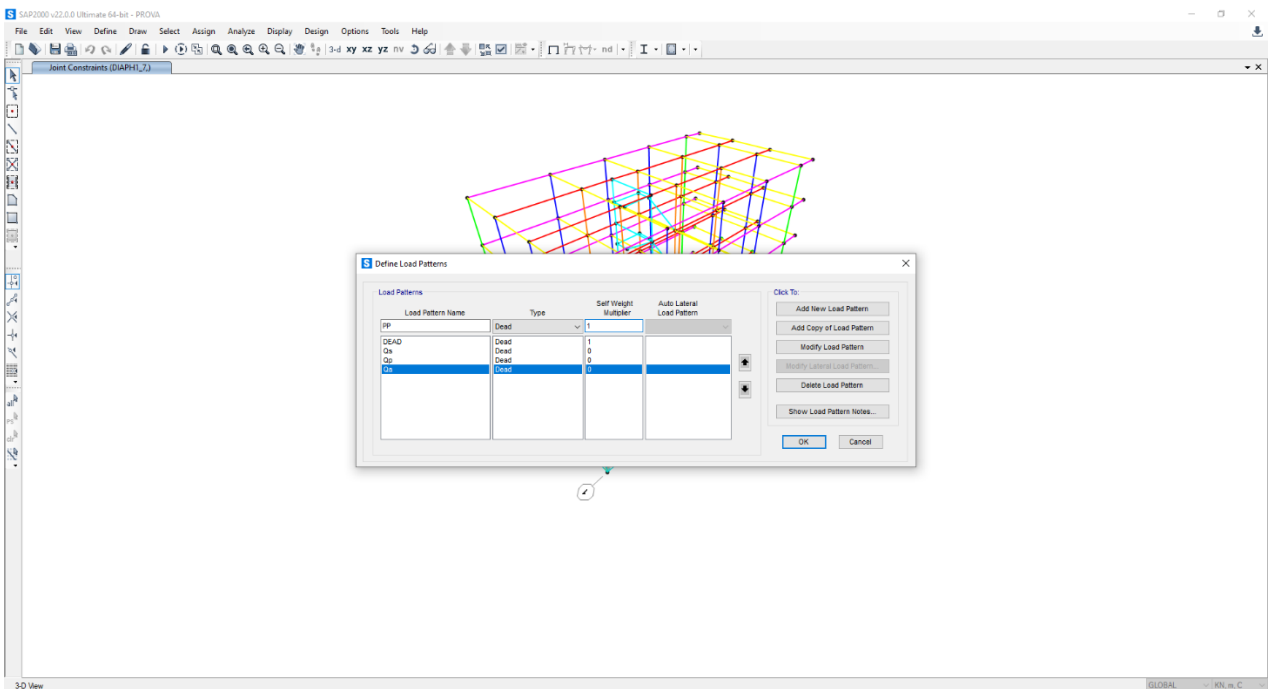 S SAP2000 v22.0.0 Ultimate 64-bit - PROVA
File Edit View Define Draw Select Assign Analyze Display Design Options Tools Help
3-d xy xz yz nv nd I
Joint Constraints (DIAPH1_7,)
all
PS
clr
S Define Load Patterns
Load Patterns
Click To:
Load Pattern Name Type Self Weight Multiplier Auto Lateral Load Pattern
PP Dead 1
DEAD Dead 1
Qs Dead 0
Qp Dead 0
Qs Dead 0
Add New Load Pattern
Add Copy of Load Pattern
Modify Load Pattern
Modify Lateral Load Pattern...
Delete Load Pattern
Show Load Pattern Notes...
OK Cancel
3-D View GLOBAL KN, m, C